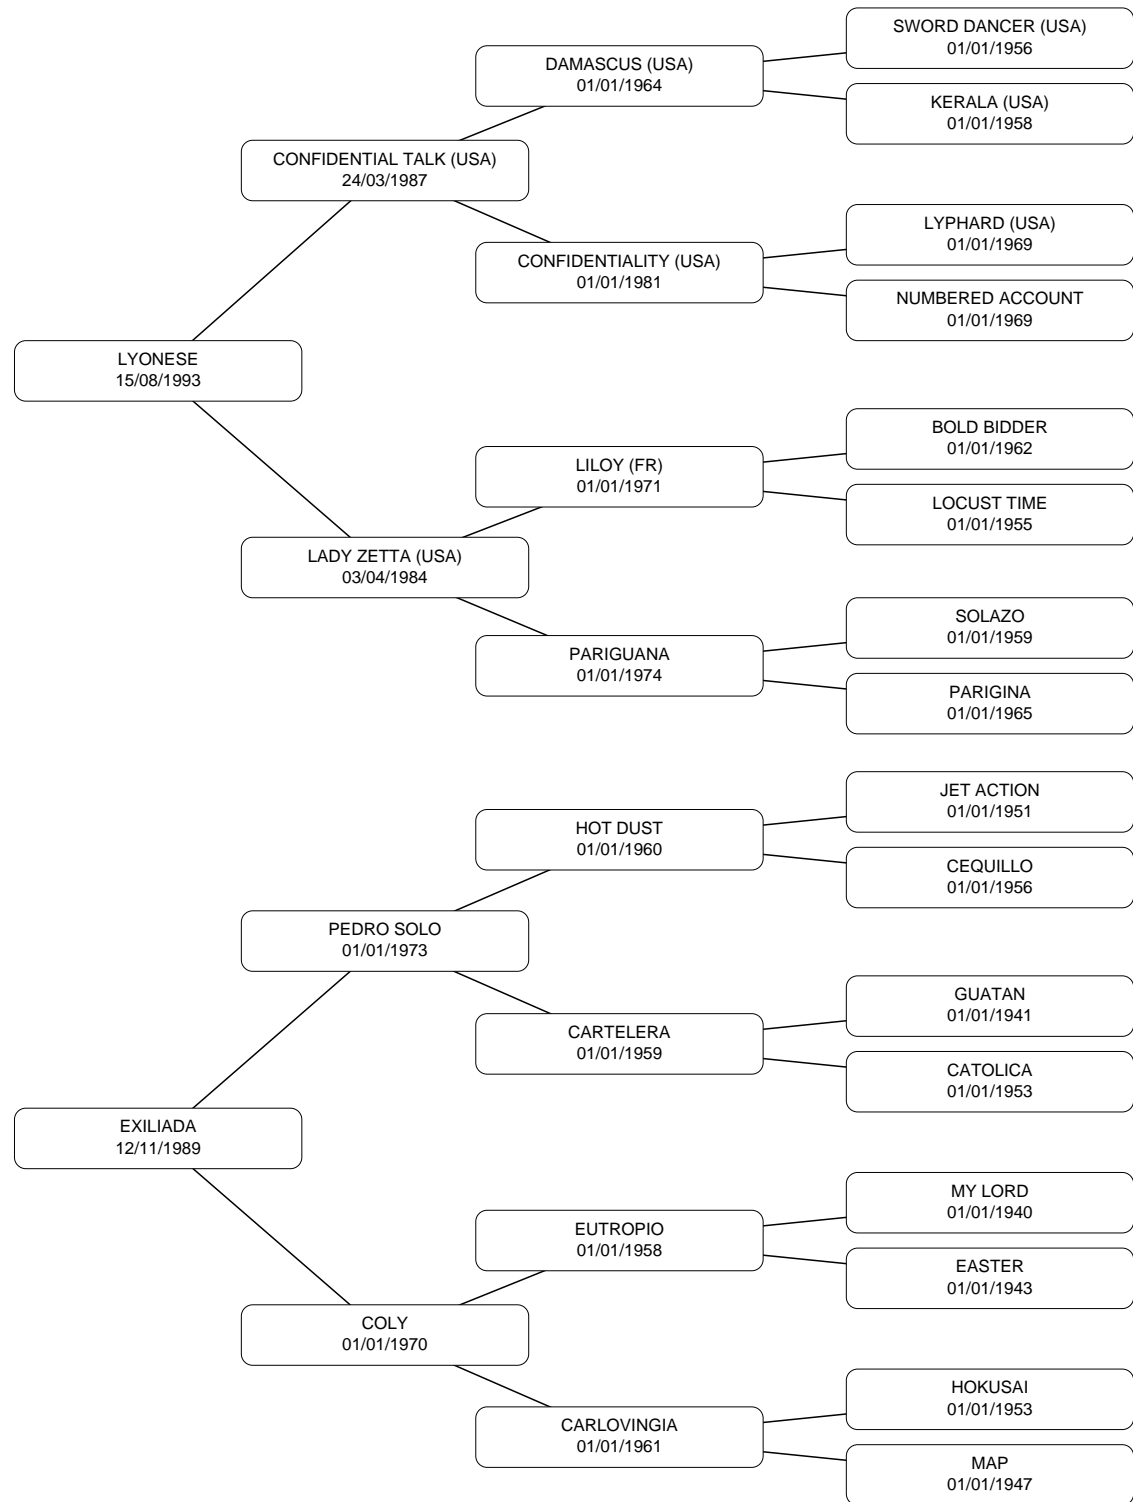 SWORD DANCER (USA)
01/01/1956
DAMASCUS (USA)
01/01/1964
KERALA (USA)
01/01/1958
CONFIDENTIAL TALK (USA)
24/03/1987
LYPHARD (USA)
01/01/1969
CONFIDENTIALITY (USA)
01/01/1981
NUMBERED ACCOUNT
01/01/1969
LYONESE
15/08/1993
BOLD BIDDER
01/01/1962
LILOY (FR)
01/01/1971
LOCUST TIME
01/01/1955
LADY ZETTA (USA)
03/04/1984
SOLAZO
01/01/1959
PARIGUANA
01/01/1974
PARIGINA
01/01/1965
JET ACTION
01/01/1951
HOT DUST
01/01/1960
CEQUILLO
01/01/1956
PEDRO SOLO
01/01/1973
GUATAN
01/01/1941
CARTELERA
01/01/1959
CATOLICA
01/01/1953
EXILIADA
12/11/1989
MY LORD
01/01/1940
EUTROPIO
01/01/1958
EASTER
01/01/1943
COLY
01/01/1970
HOKUSAI
01/01/1953
CARLOVINGIA
01/01/1961
MAP
01/01/1947